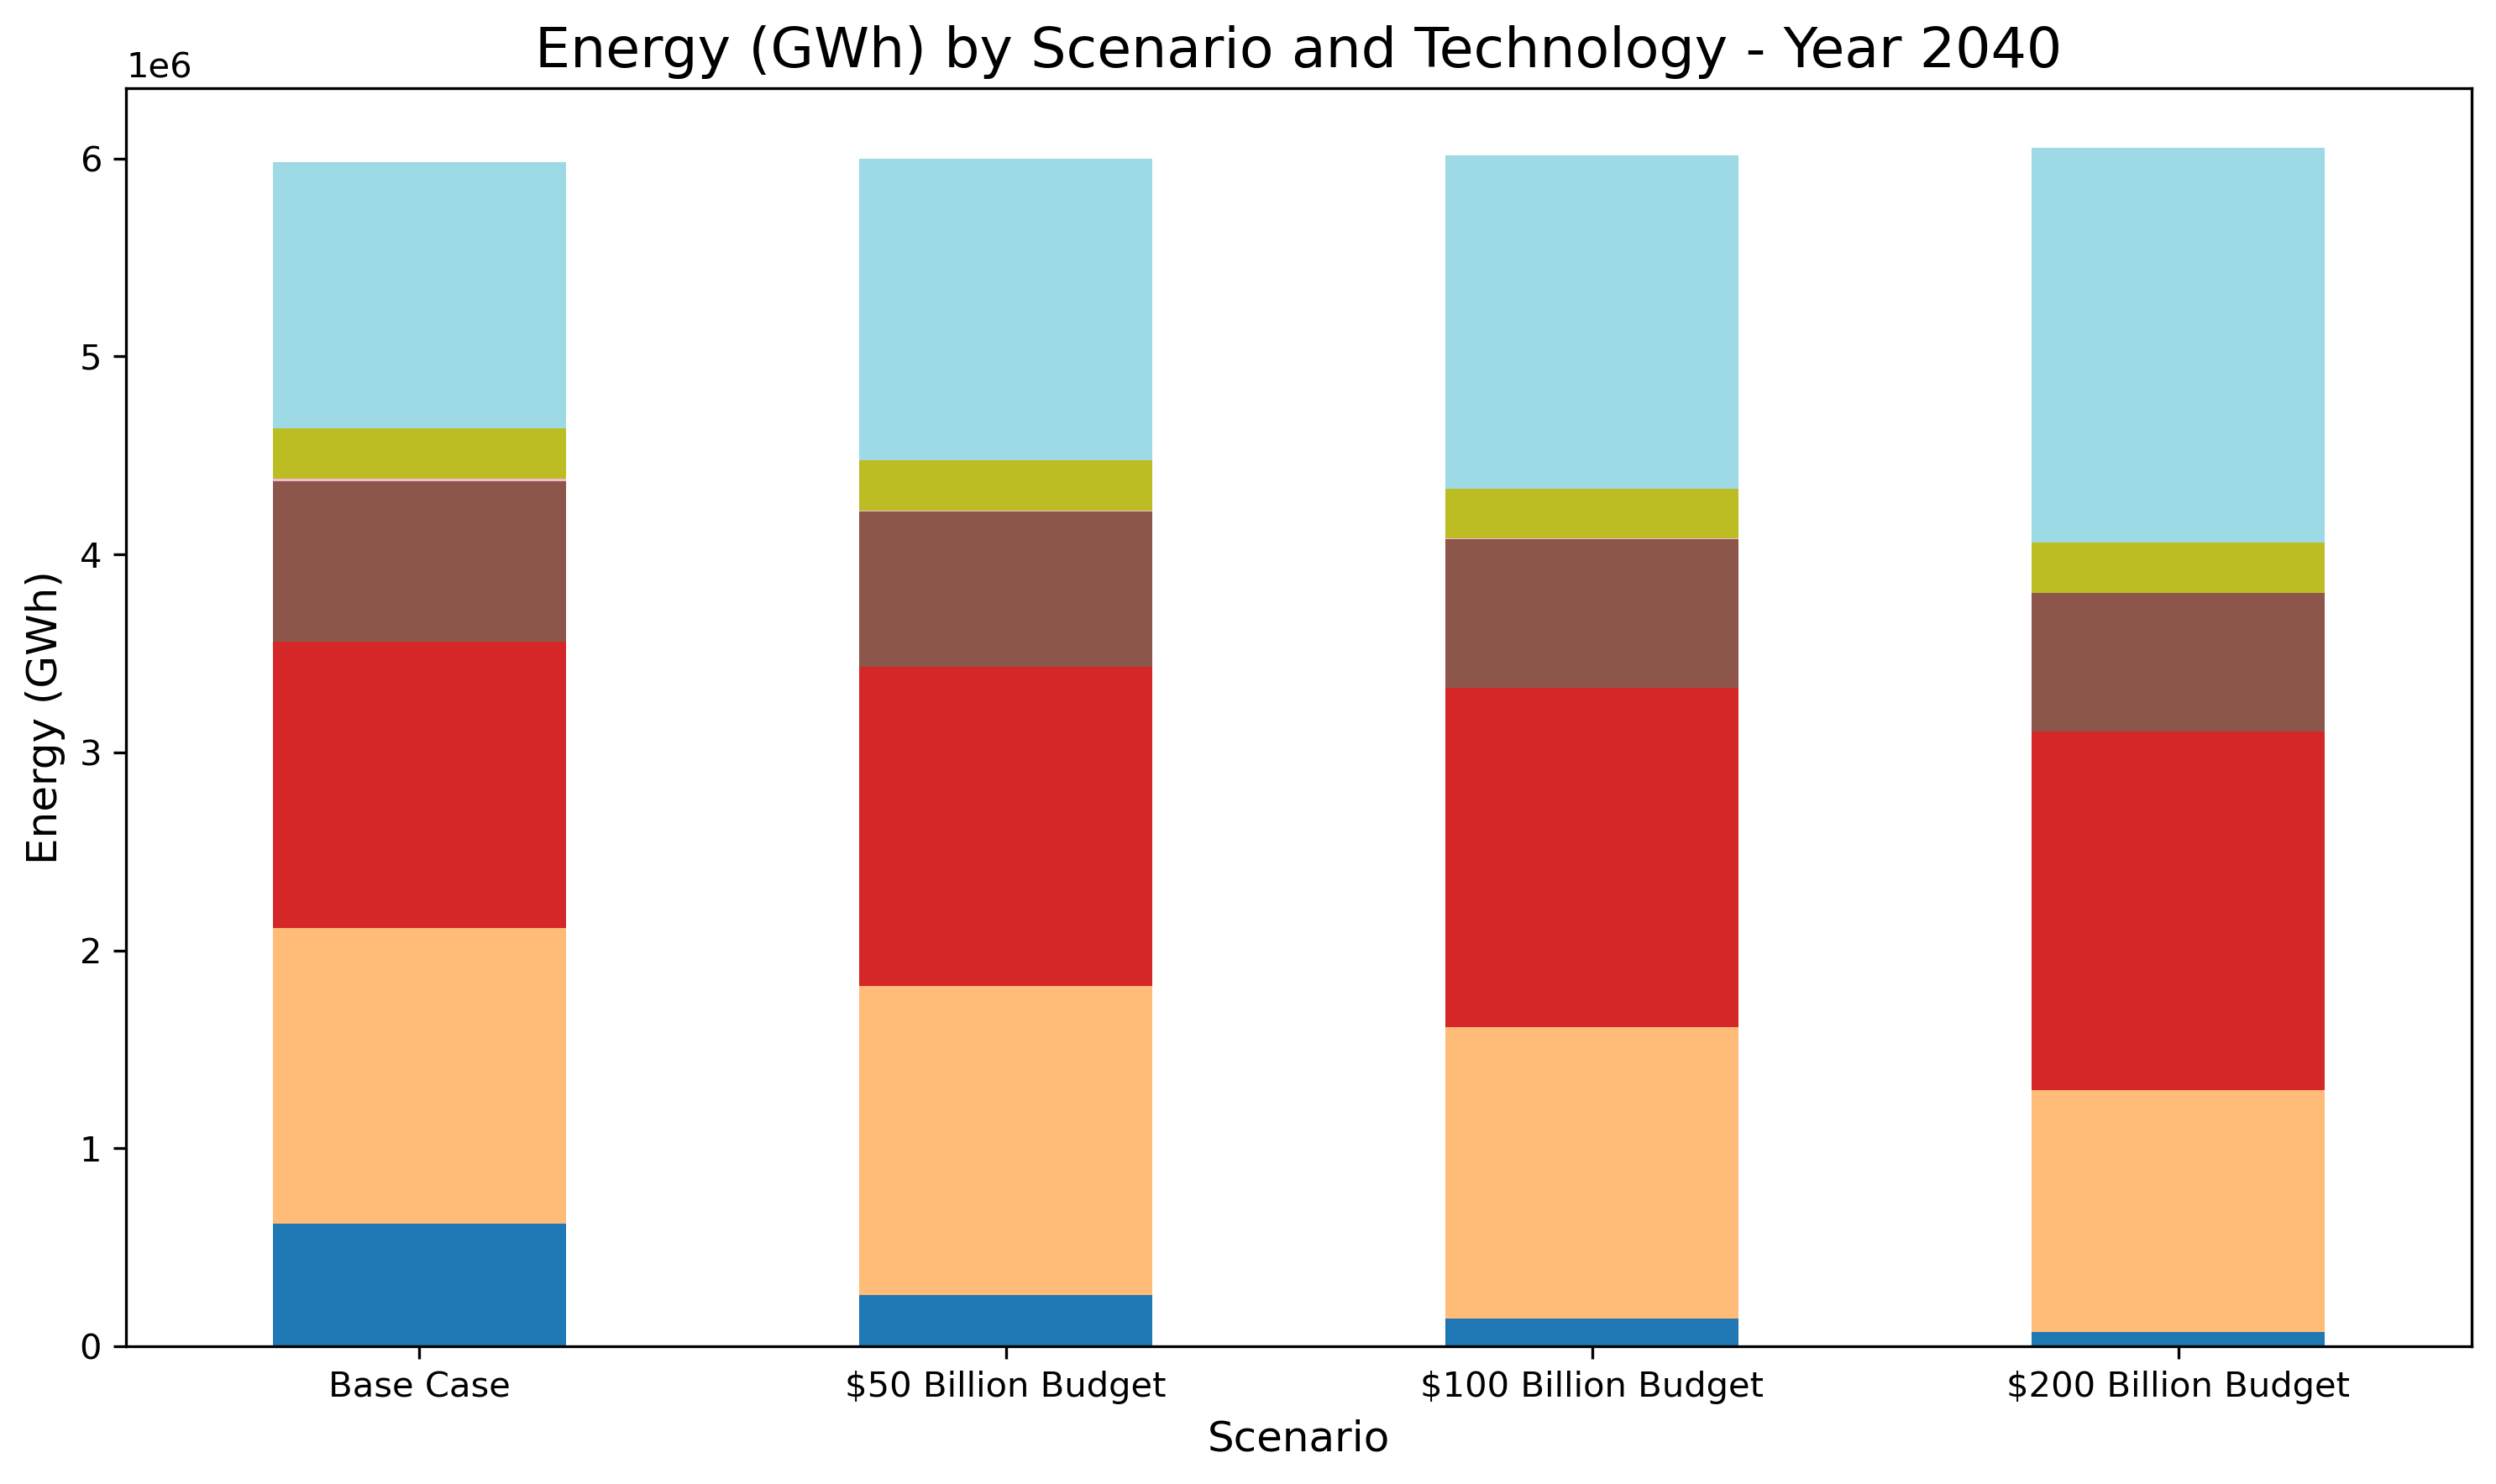 Energy (GWh) by Scenario and Technology - Year 2040
1e6
6
5
4
3
2
1
0
Energy (GWh)
Base Case
$50 Billion Budget
$100 Billion Budget
$200 Billion Budget
Scenario